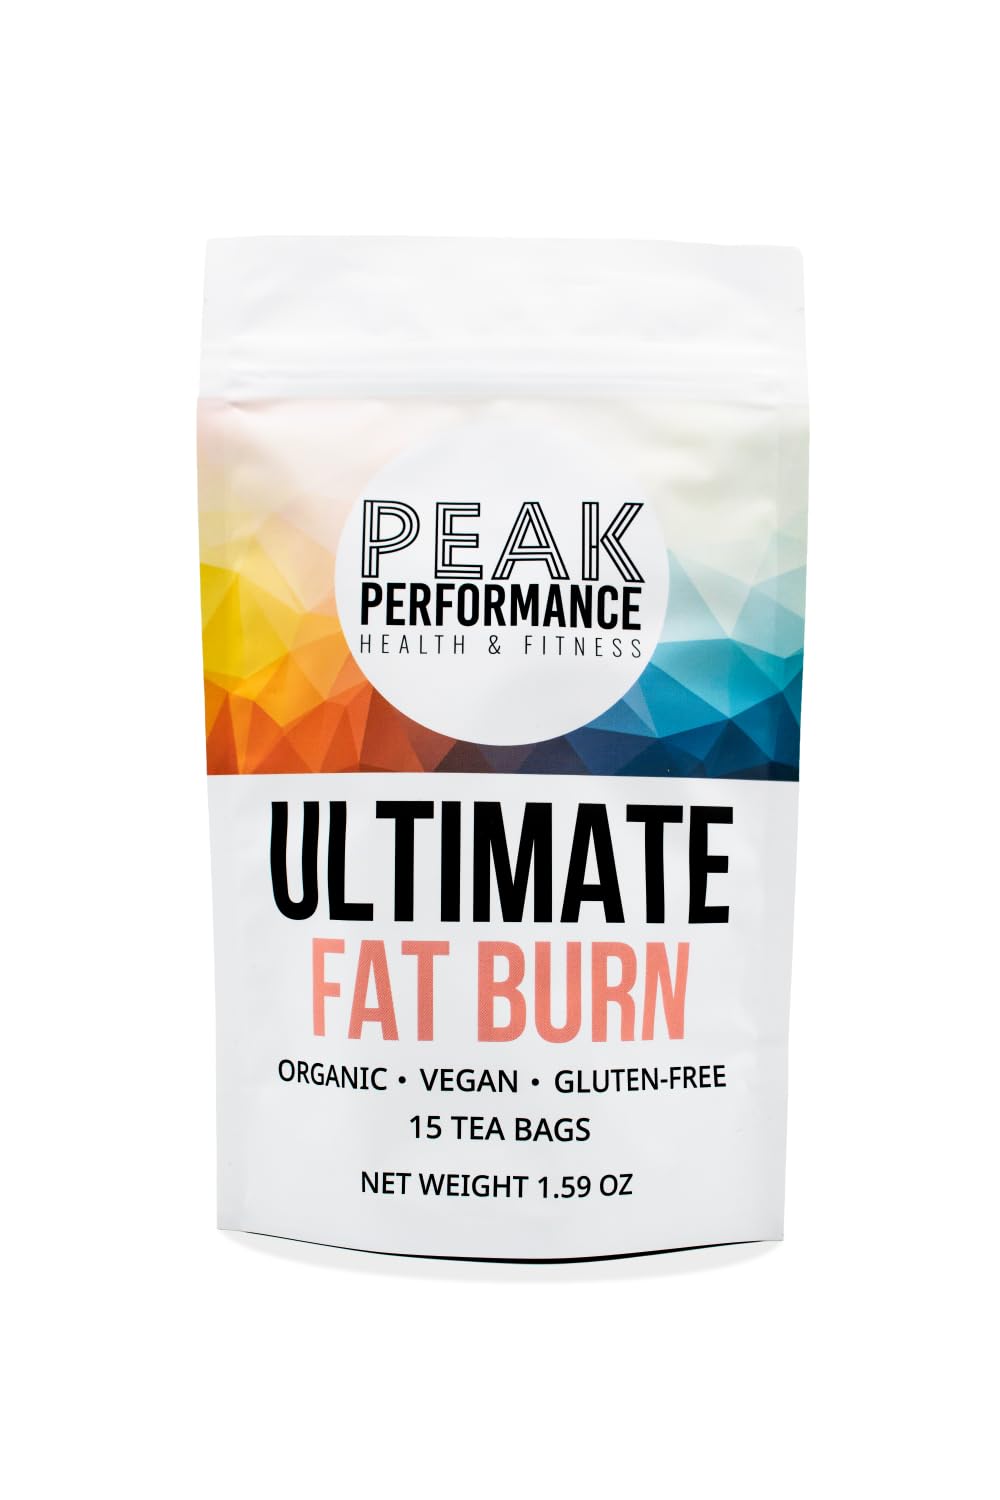 PEAK
PERFORMANCE
HEALTH & FITNESS
ULTIMATE
FAT BURN
ORGANIC • VEGAN • GLUTEN-FREE
15 TEA BAGS
NET WEIGHT 1.59 OZ